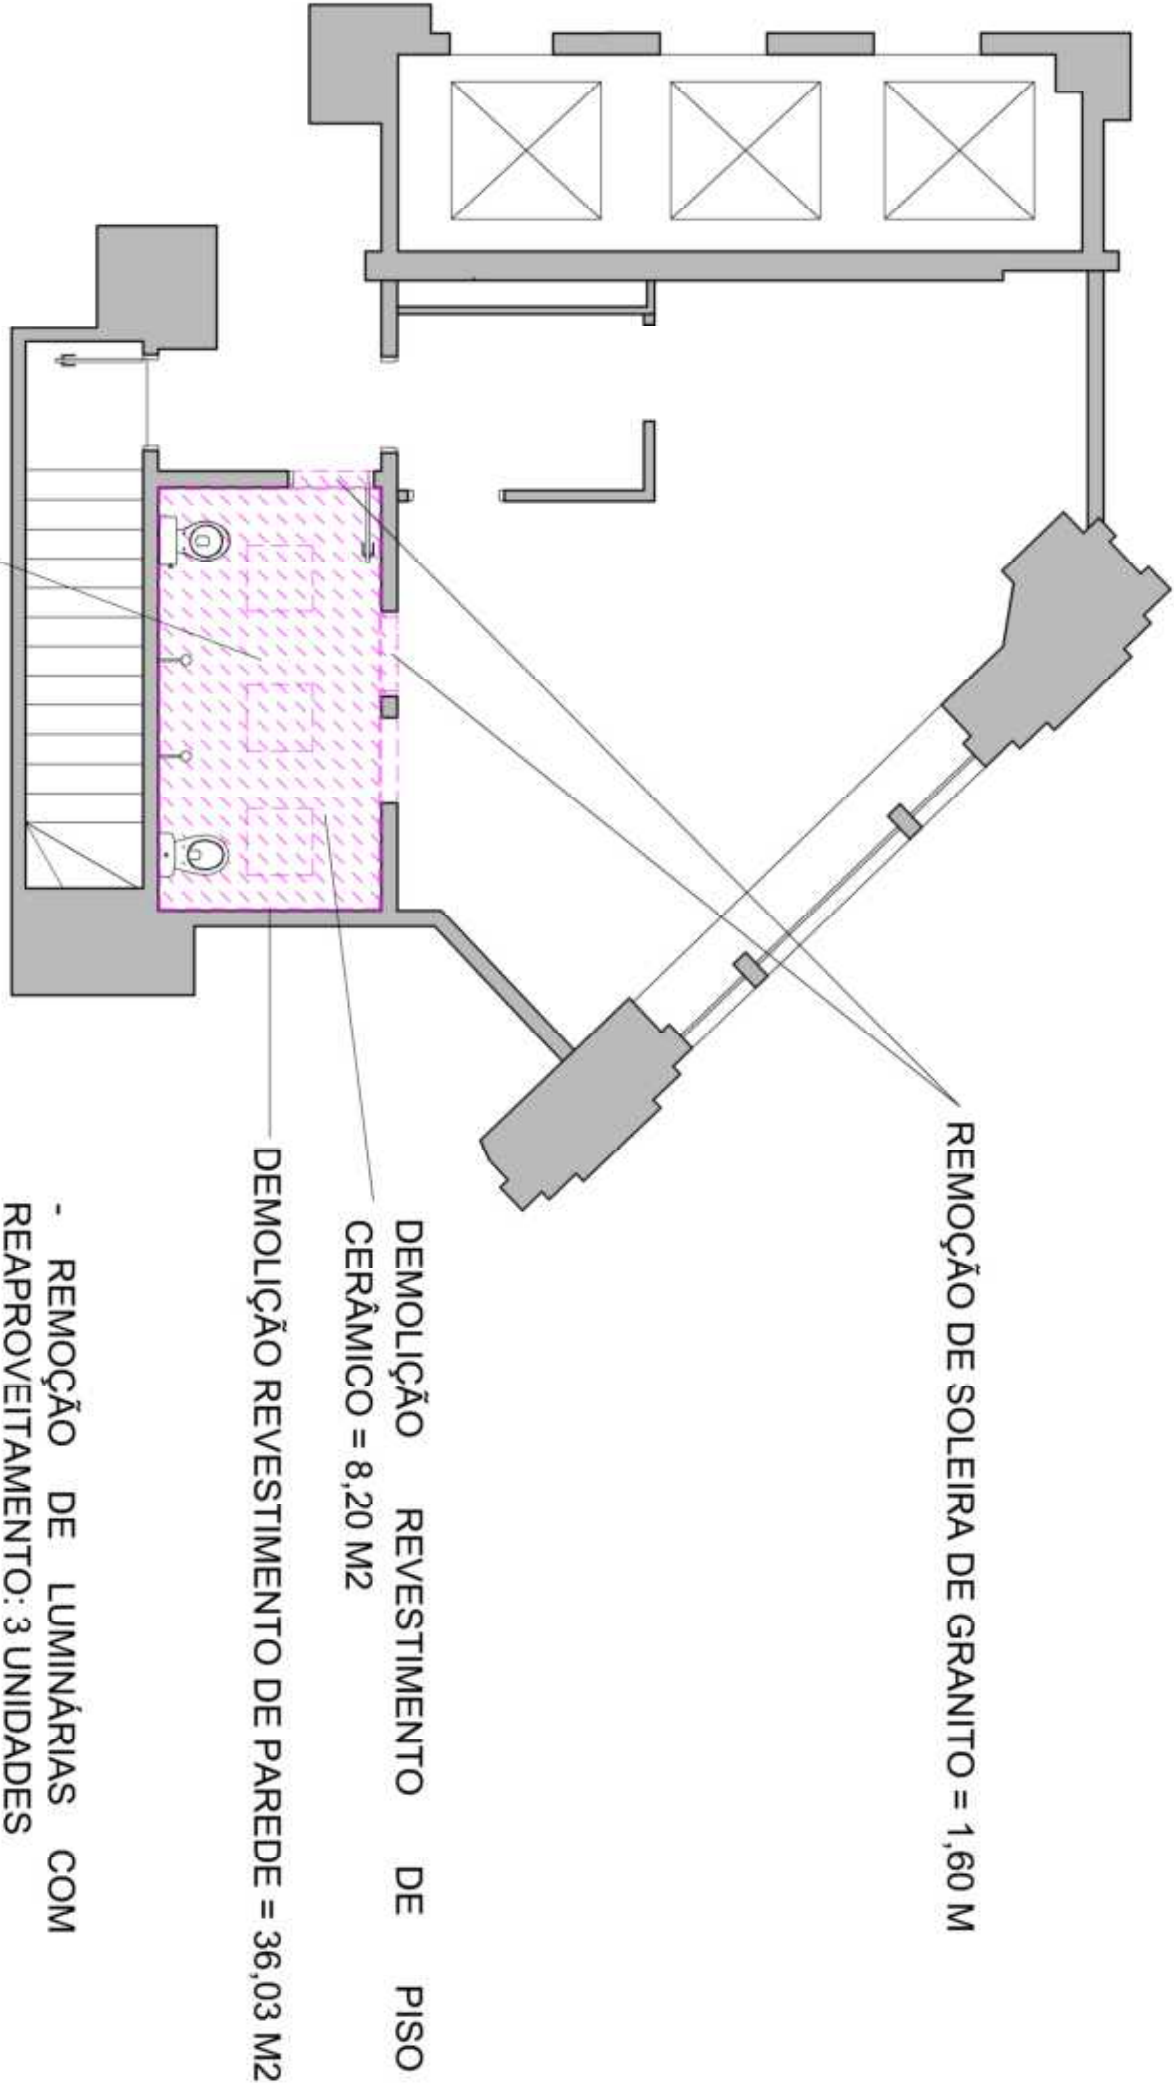 REMOÇÃO DE SOLEIRA DE GRANITO = 1,60 M
DEMOLIÇÃO REVESTIMENTO DE PISO
CERÂMICO = 8,20 M2
DEMOLIÇÃO REVESTIMENTO DE PAREDE = 36,03 M2
- REMOÇÃO DE LUMINÁRIAS COM
REAPROVEITAMENTO: 3 UNIDADES